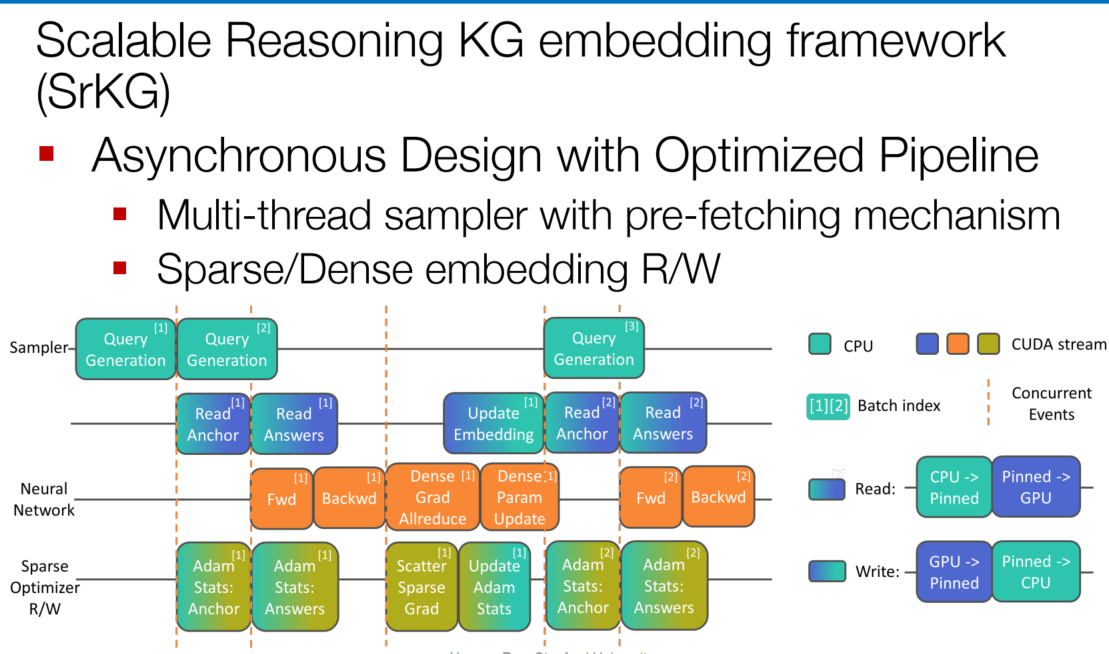 Scalable Reasoning KG embedding framework
(SrKG)
Asynchronous Design with Optimized Pipeline
Multi-thread sampler with pre-fetching mechanism
Sparse/Dense embedding R/W
Sampler
[1]
Query
Generation
[2]
Query
Generation
[3]
Query
Generation
[1]
Read
Anchor
[1]
Read
Answers
[1]
Update
Embedding
[2]
Read
Anchor
[2]
Read
Answers
Neural
Network
[1]
Fwd
[1]
Backwd
Dense [1]
Grad
Allreduce
Dense [1]
Param
Update
[2]
Fwd
[2]
Backwd
Sparse
Optimizer
R/W
[1]
Adam
Stats:
Anchor
[1]
Adam
Stats:
Answers
[1]
Scatter
Sparse
Grad
[1]
Update
Adam
Stats
[2]
Adam
Stats:
Anchor
[2]
Adam
Stats:
Answers
CPU
CUDA stream
[1][2] Batch index
Concurrent
Events
Read:
CPU ->
Pinned
Pinned ->
GPU
Write:
GPU ->
Pinned
Pinned ->
CPU